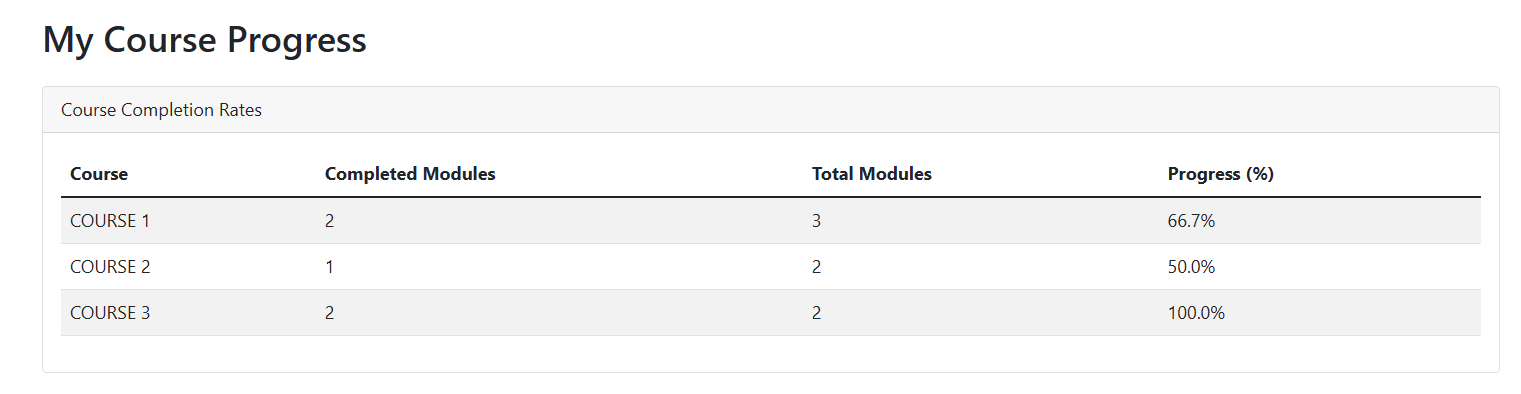 My Course Progress
Course Completion Rates
Course Completed Modules Total Modules Progress (%)
COURSE 1 2 3 66.7%
COURSE 2 1 2 50.0%
COURSE 3 2 2 100.0%